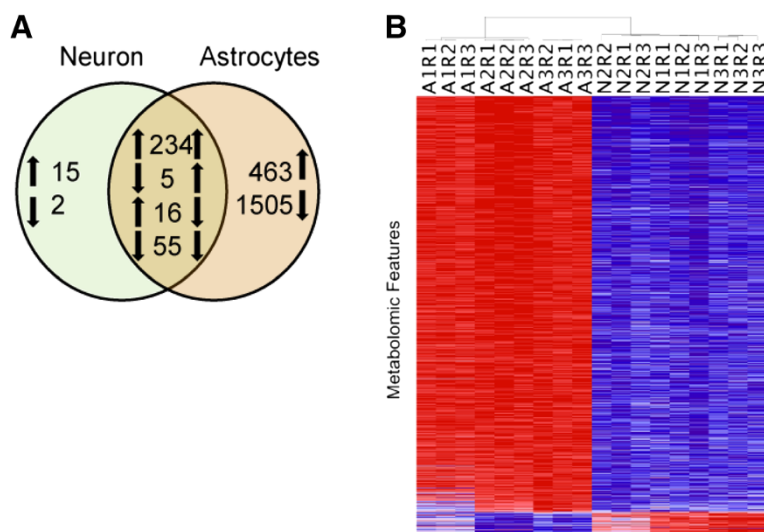 A
Neuron
Astrocytes
15
2
234
5
16
55
463
1505
B
A1R1
A1R2
A1R3
A2R1
A2R2
A2R3
A3R2
A3R1
A3R3
N2R2
N2R1
N2R3
N1R1
N1R2
N1R3
N3R1
N3R2
N3R3
Metabolomic Features